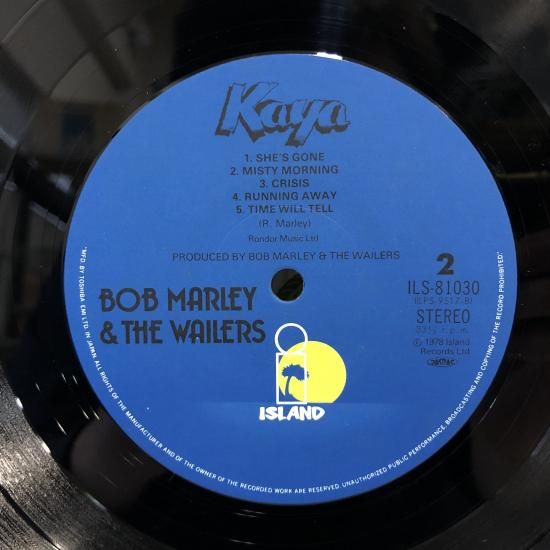 Kaya
1. SHE'S GONE
2. MISTY MORNING
3. CRISIS
4. RUNNING AWAY
5. TIME WILL TELL
(R. Marley)
Rondor Music Ltd
PRODUCED BY BOB MARLEY & THE WAILERS
2
ILS-81030
(ILPS-9517-B)
STEREO
33⅓ r.p.m.
℗ 1978 Island
Records Ltd
BOB MARLEY
& THE WAILERS
ISLAND
MFD BY TOSHIBA EMI LTD. IN JAPAN ALL RIGHTS OF THE MANUFACTURER AND OF THE OWNER OF THE RECORDED WORK ARE RESERVED. UNAUTHORIZED PUBLIC PERFORMANCE, BROADCASTING AND COPYING OF THE RECORD PROHIBITED.